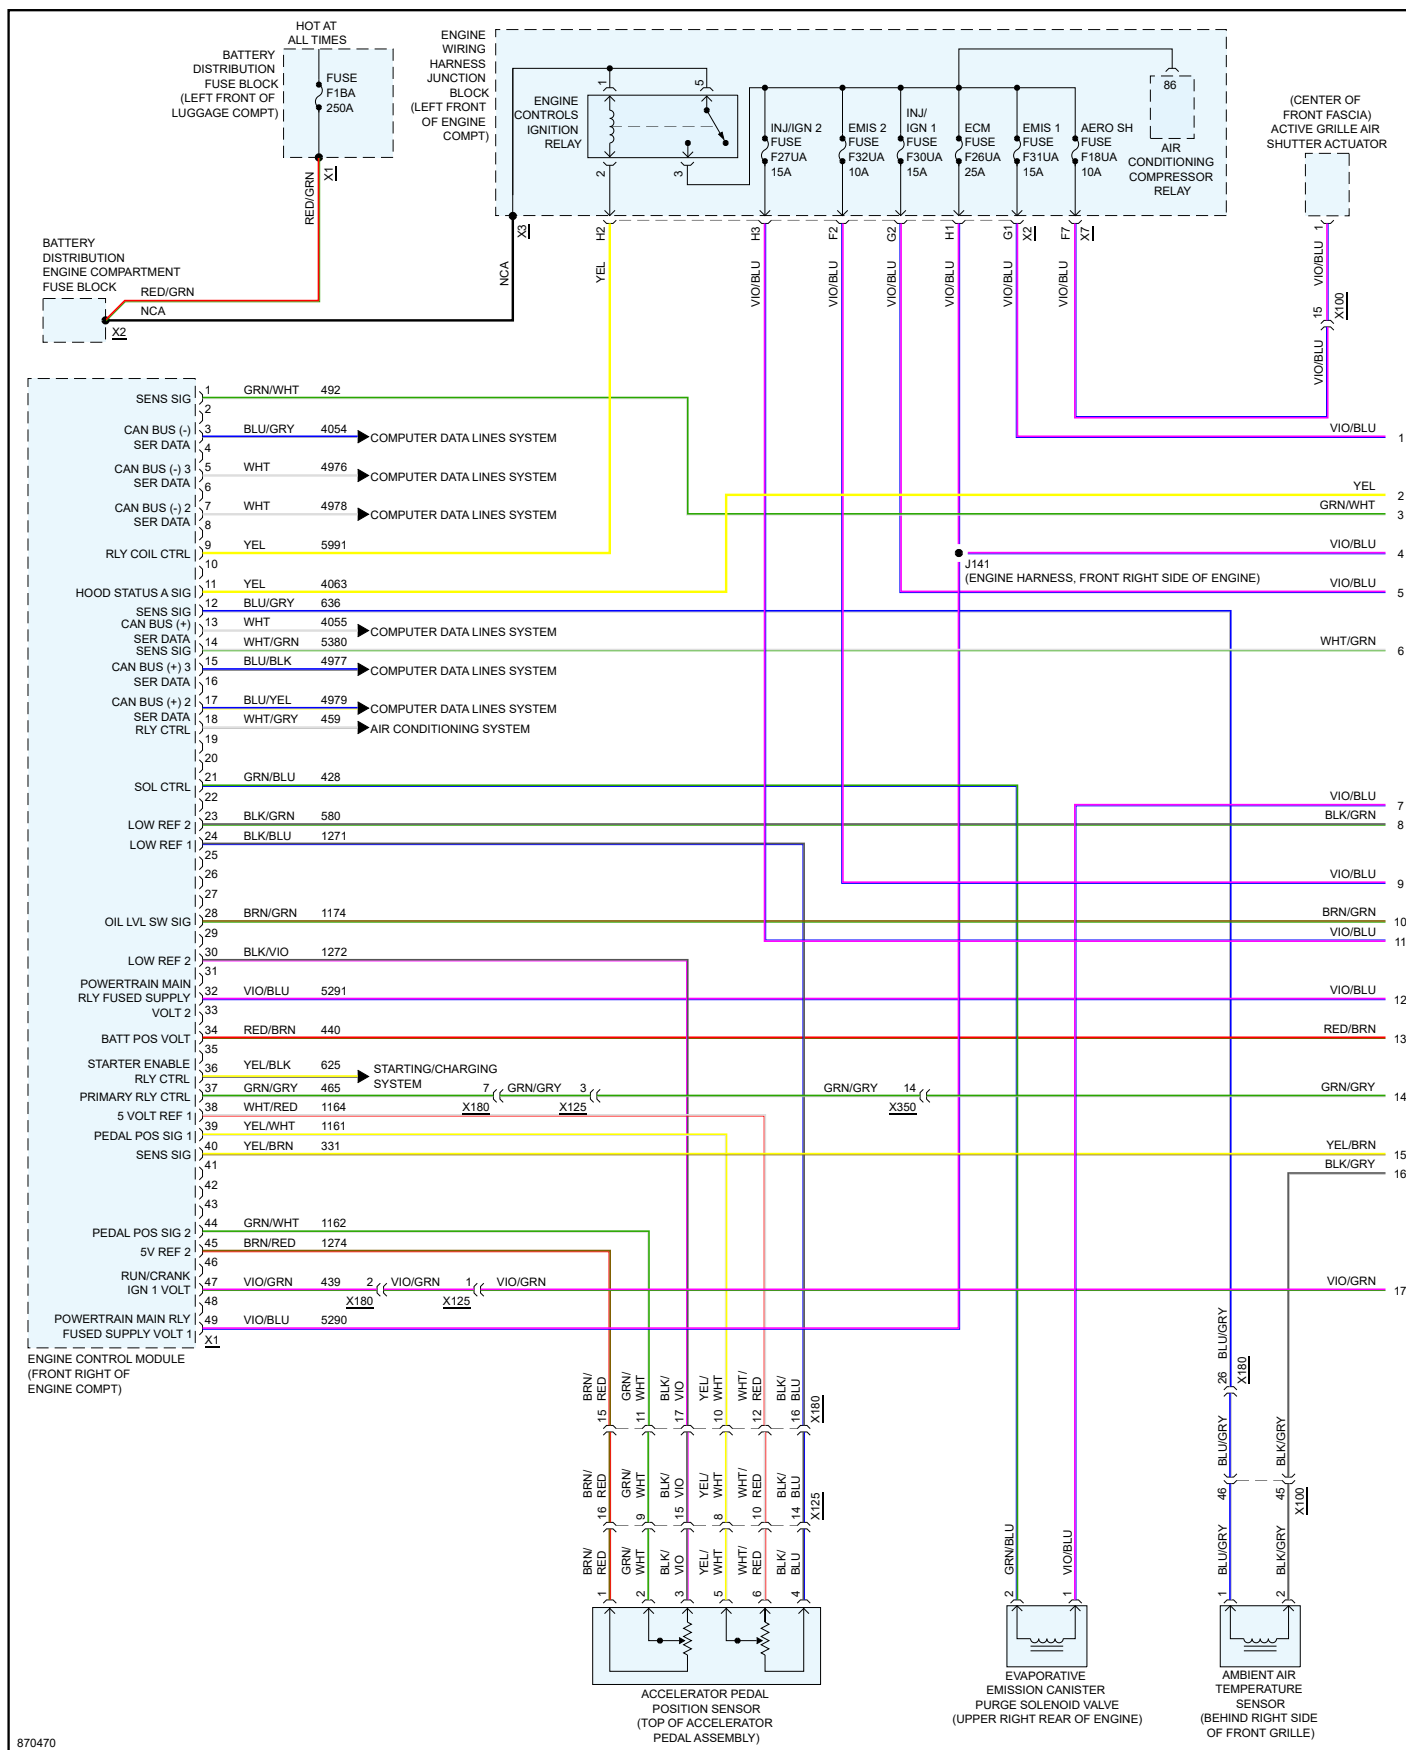 HOT AT
ALL TIMES
BATTERY
DISTRIBUTION
FUSE BLOCK
(LEFT FRONT OF
LUGGAGE COMPT)
FUSE
F1BA
250A
X1
RED/GRN
ENGINE
WIRING
HARNESS
JUNCTION
BLOCK
(LEFT FRONT
OF ENGINE
COMPT)
ENGINE
CONTROLS
IGNITION
RELAY
1
5
2
3
INJ/IGN 2
FUSE
F27UA
15A
EMIS 2
FUSE
F32UA
10A
INJ/
IGN 1
FUSE
F30UA
15A
ECM
FUSE
F26UA
25A
EMIS 1
FUSE
F31UA
15A
AERO SH
FUSE
F18UA
10A
86
AIR
CONDITIONING
COMPRESSOR
RELAY
(CENTER OF
FRONT FASCIA)
ACTIVE GRILLE AIR
SHUTTER ACTUATOR
X3
H2
H3
F2
G2
H1
G1
X2
F7
X7
1
NCA
YEL
VIO/BLU
VIO/BLU
VIO/BLU
VIO/BLU
VIO/BLU
VIO/BLU
VIO/BLU
15
X100
VIO/BLU
BATTERY
DISTRIBUTION
ENGINE COMPARTMENT
FUSE BLOCK
RED/GRN
NCA
X2
SENS SIG 1 GRN/WHT 492
2
CAN BUS (-) 3 BLU/GRY 4054 COMPUTER DATA LINES SYSTEM
SER DATA 4
CAN BUS (-) 3 5 WHT 4976 COMPUTER DATA LINES SYSTEM
SER DATA 6
CAN BUS (-) 2 7 WHT 4978 COMPUTER DATA LINES SYSTEM
SER DATA 8
RLY COIL CTRL 9 YEL 5991
10
HOOD STATUS A SIG 11 YEL 4063
SENS SIG 12 BLU/GRY 636
CAN BUS (+) 13 WHT 4055 COMPUTER DATA LINES SYSTEM
SER DATA
SENS SIG 14 WHT/GRN 5380
CAN BUS (+) 3 15 BLU/BLK 4977 COMPUTER DATA LINES SYSTEM
SER DATA 16
CAN BUS (+) 2 17 BLU/YEL 4979 COMPUTER DATA LINES SYSTEM
SER DATA
RLY CTRL 18 WHT/GRY 459 AIR CONDITIONING SYSTEM
19
20
SOL CTRL 21 GRN/BLU 428
22
LOW REF 2 23 BLK/GRN 580
LOW REF 1 24 BLK/BLU 1271
25
26
27
OIL LVL SW SIG 28 BRN/GRN 1174
29
LOW REF 2 30 BLK/VIO 1272
31
POWERTRAIN MAIN
RLY FUSED SUPPLY 32 VIO/BLU 5291
VOLT 2 33
BATT POS VOLT 34 RED/BRN 440
35
STARTER ENABLE
RLY CTRL 36 YEL/BLK 625 STARTING/CHARGING
SYSTEM
PRIMARY RLY CTRL 37 GRN/GRY 465 7 X180 GRN/GRY 3 X125 GRN/GRY 14 X350
5 VOLT REF 1 38 WHT/RED 1164
PEDAL POS SIG 1 39 YEL/WHT 1161
SENS SIG 40 YEL/BRN 331
41
42
43
PEDAL POS SIG 2 44 GRN/WHT 1162
5V REF 2 45 BRN/RED 1274
46
RUN/CRANK
IGN 1 VOLT 47 VIO/GRN 439 2 X180 VIO/GRN 1 X125 VIO/GRN
48
POWERTRAIN MAIN RLY
FUSED SUPPLY VOLT 1 49 VIO/BLU 5290
X1
ENGINE CONTROL MODULE
(FRONT RIGHT OF
ENGINE COMPT)
VIO/BLU 1
YEL 2
GRN/WHT 3
VIO/BLU 4
J141
(ENGINE HARNESS, FRONT RIGHT SIDE OF ENGINE)
VIO/BLU 5
WHT/GRN 6
VIO/BLU 7
BLK/GRN 8
VIO/BLU 9
BRN/GRN 10
VIO/BLU 11
VIO/BLU 12
RED/BRN 13
GRN/GRY 14
YEL/BRN 15
BLK/GRY 16
VIO/GRN 17
BRN/
RED
GRN/
WHT
BLK/
VIO
YEL/
WHT
WHT/
RED
BLK/
BLU
15
11
17
10
12
16
X180
BRN/
RED
GRN/
WHT
BLK/
VIO
YEL/
WHT
WHT/
RED
BLK/
BLU
16
9
15
8
10
14
X125
BRN/
RED
GRN/
WHT
BLK/
VIO
YEL/
WHT
WHT/
RED
BLK/
BLU
1
2
3
5
6
4
ACCELERATOR PEDAL
POSITION SENSOR
(TOP OF ACCELERATOR
PEDAL ASSEMBLY)
GRN/BLU
VIO/BLU
2
1
EVAPORATIVE
EMISSION CANISTER
PURGE SOLENOID VALVE
(UPPER RIGHT REAR OF ENGINE)
BLU/GRY
26
X180
BLU/GRY
BLK/GRY
46
45
X100
BLU/GRY
BLK/GRY
1
2
AMBIENT AIR
TEMPERATURE
SENSOR
(BEHIND RIGHT SIDE
OF FRONT GRILLE)
870470